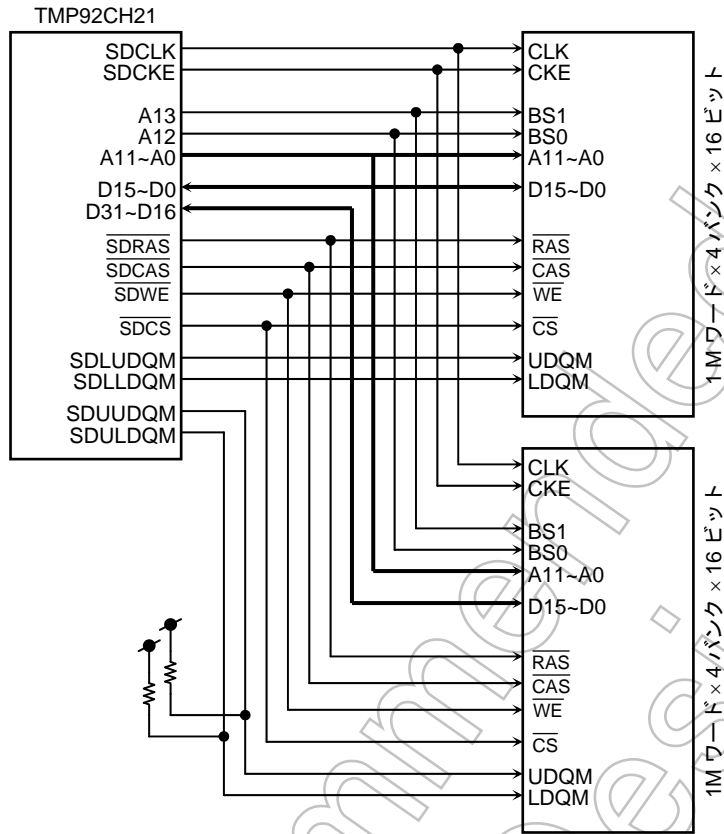 TMP92CH21
SDCLK
SDCKE
A13
A12
A11~A0
D15~D0
D31~D16
SDRAS
SDCAS
SDWE
SDCS
SDLUDQM
SDLLDQM
SDUUDQM
SDULDQM
CLK
CKE
BS1
BS0
A11~A0
D15~D0
RAS
CAS
WE
CS
UDQM
LDQM
1Mワード×4バンク×16ビット
CLK
CKE
BS1
BS0
A11~A0
D15~D0
RAS
CAS
WE
CS
UDQM
LDQM
1Mワード×4バンク×16ビット